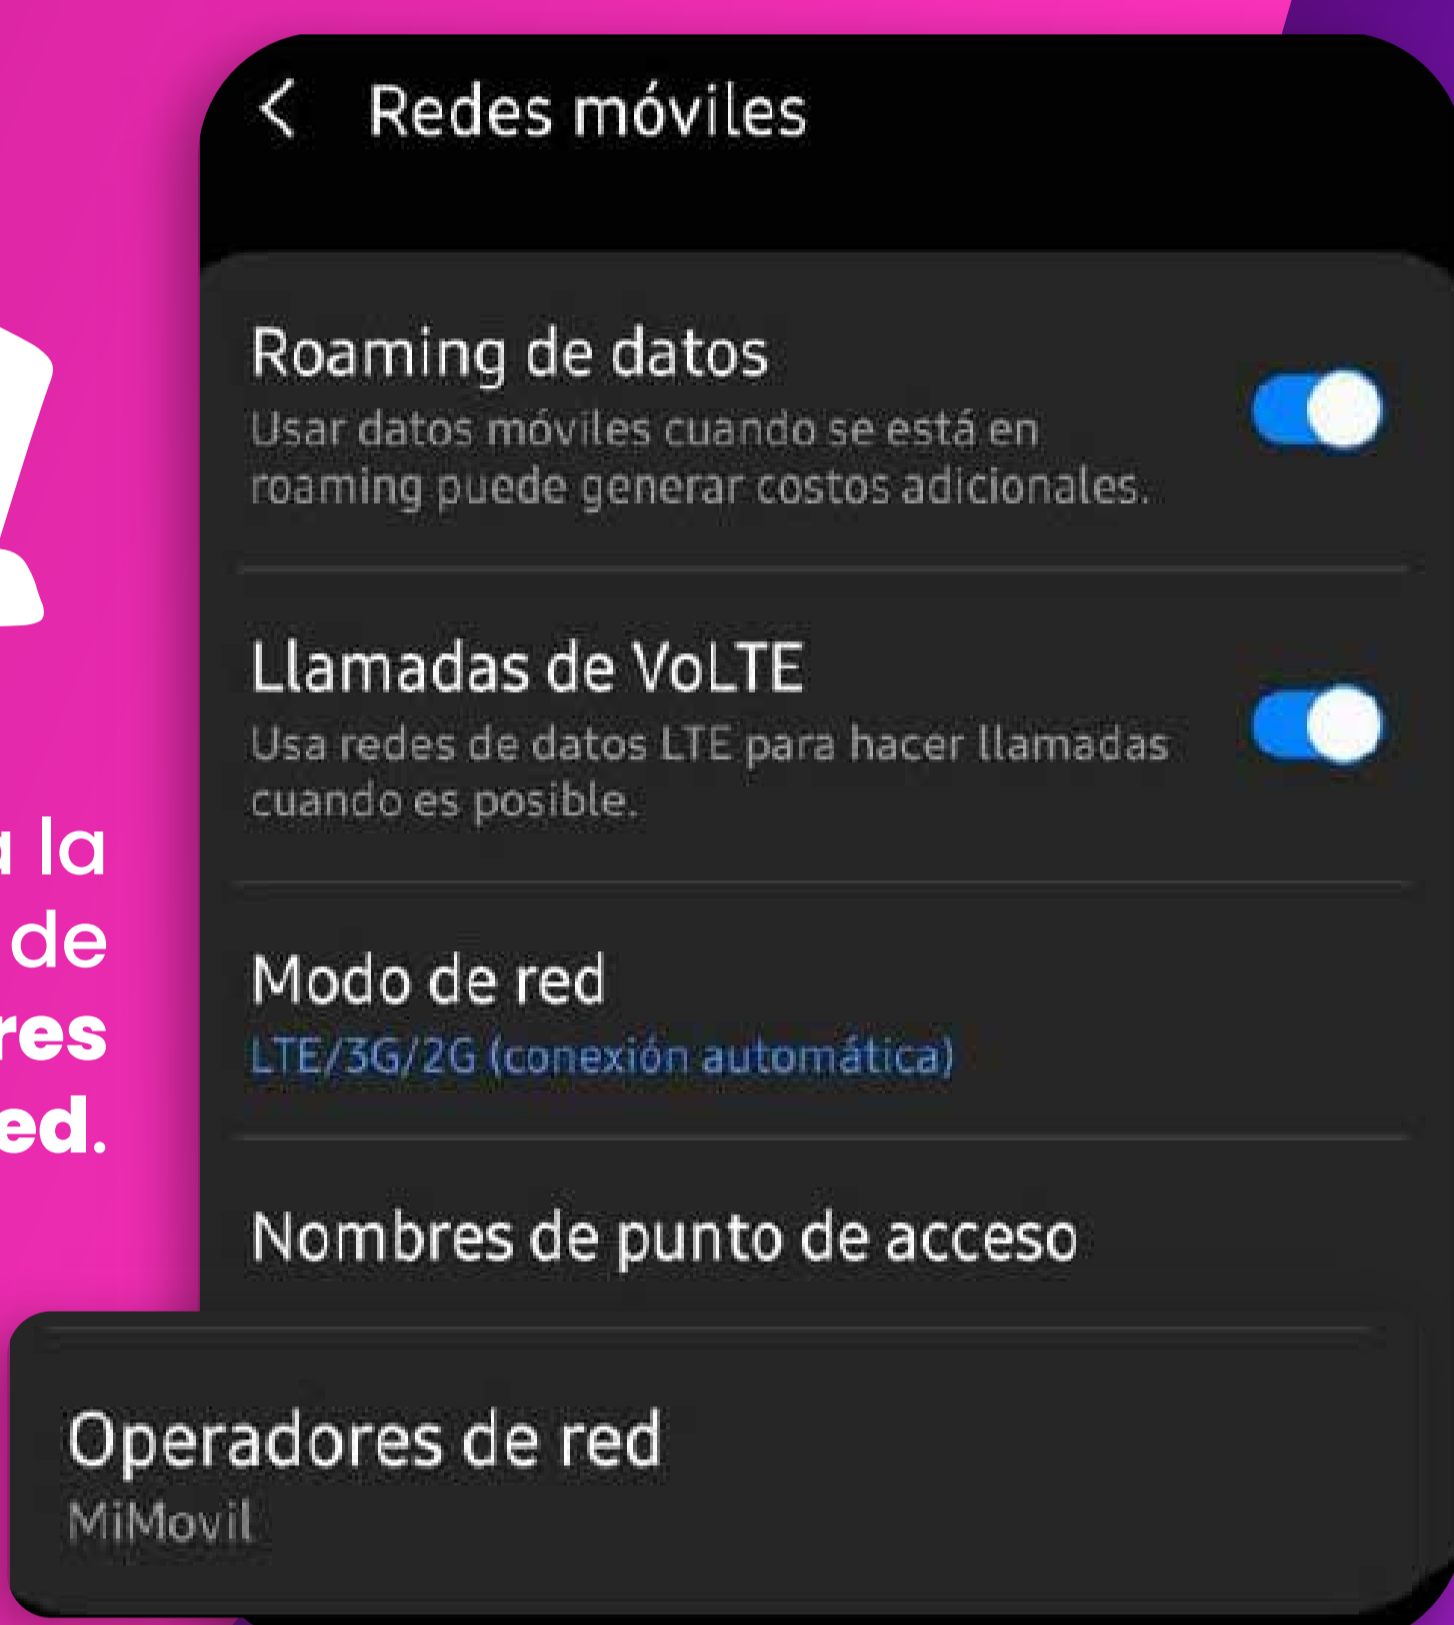 Redes móviles
Roaming de datos
Usar datos móviles cuando se está en
roaming puede generar costos adicionales.
Llamadas de VoLTE
Usa redes de datos LTE para hacer llamadas
cuando es posible.
Modo de red
LTE/3G/2G (conexión automática)
Nombres de punto de acceso
Operadores de red
MiMovil
la
de